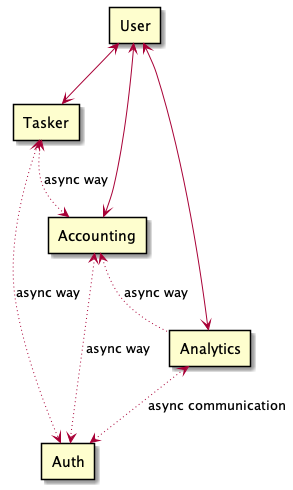 User
Tasker
async way
Accounting
async way
async way
async way
Analytics
async communication
Auth